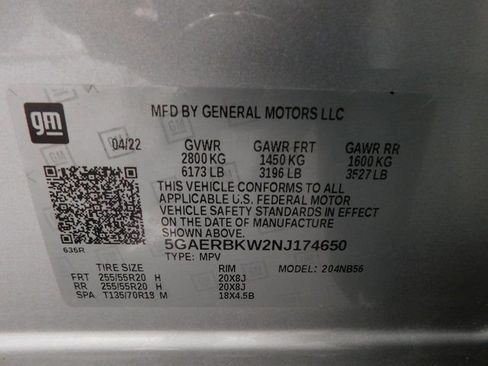 gm
MFD BY GENERAL MOTORS LLC
04/22 GVWR GAWR FRT GAWR RR
2800 KG 1450 KG 1600 KG
6173 LB 3196 LB 3527 LB
THIS VEHICLE CONFORMS TO ALL
APPLICABLE U.S. FEDERAL MOTOR
VEHICLE SAFETY STANDARDS IN EFFECT
ON THE DATE OF MANUFACTURE
SHOWN ABOVE.
635R 5GAERBKW2NJ174650
TYPE: MPV
TIRE SIZE RIM MODEL: 204NB56
FRT 255/55R20 H 20X8J
RR 255/55R20 H 20X8J
SPA T135/70R19 M 18X4.5B